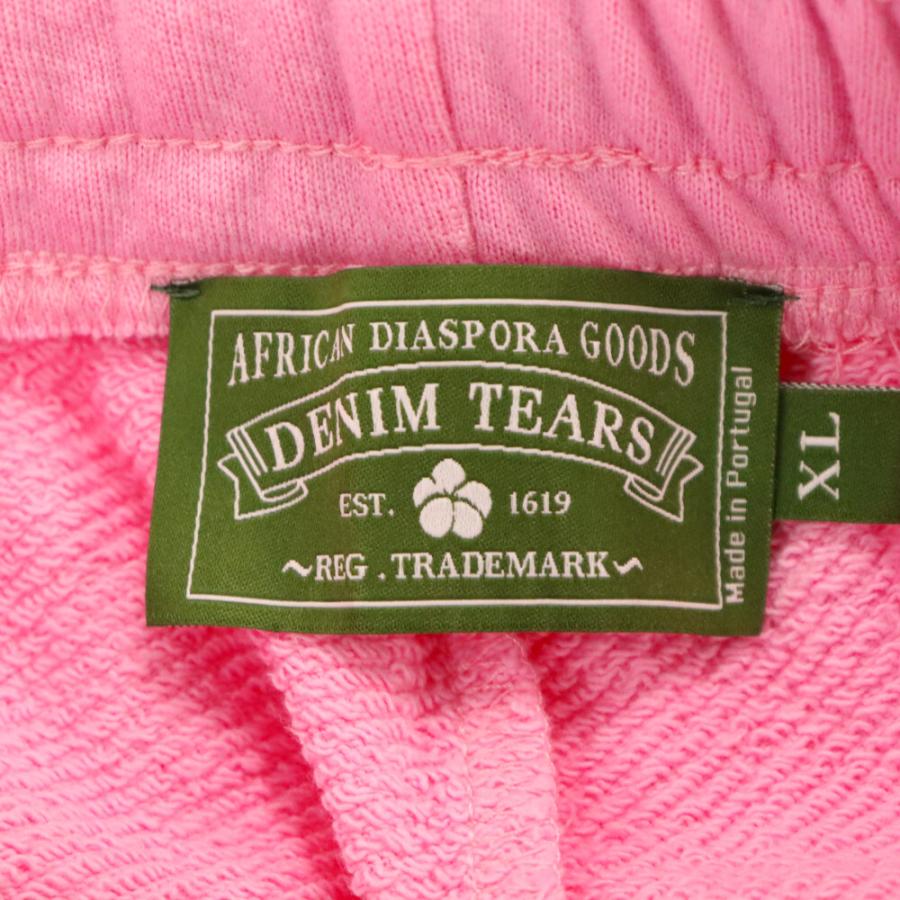 AFRICAN DIASPORA GOODS
DENIM TEARS
EST. 1619
~REG . TRADEMARK~
Made in Portugal
XL